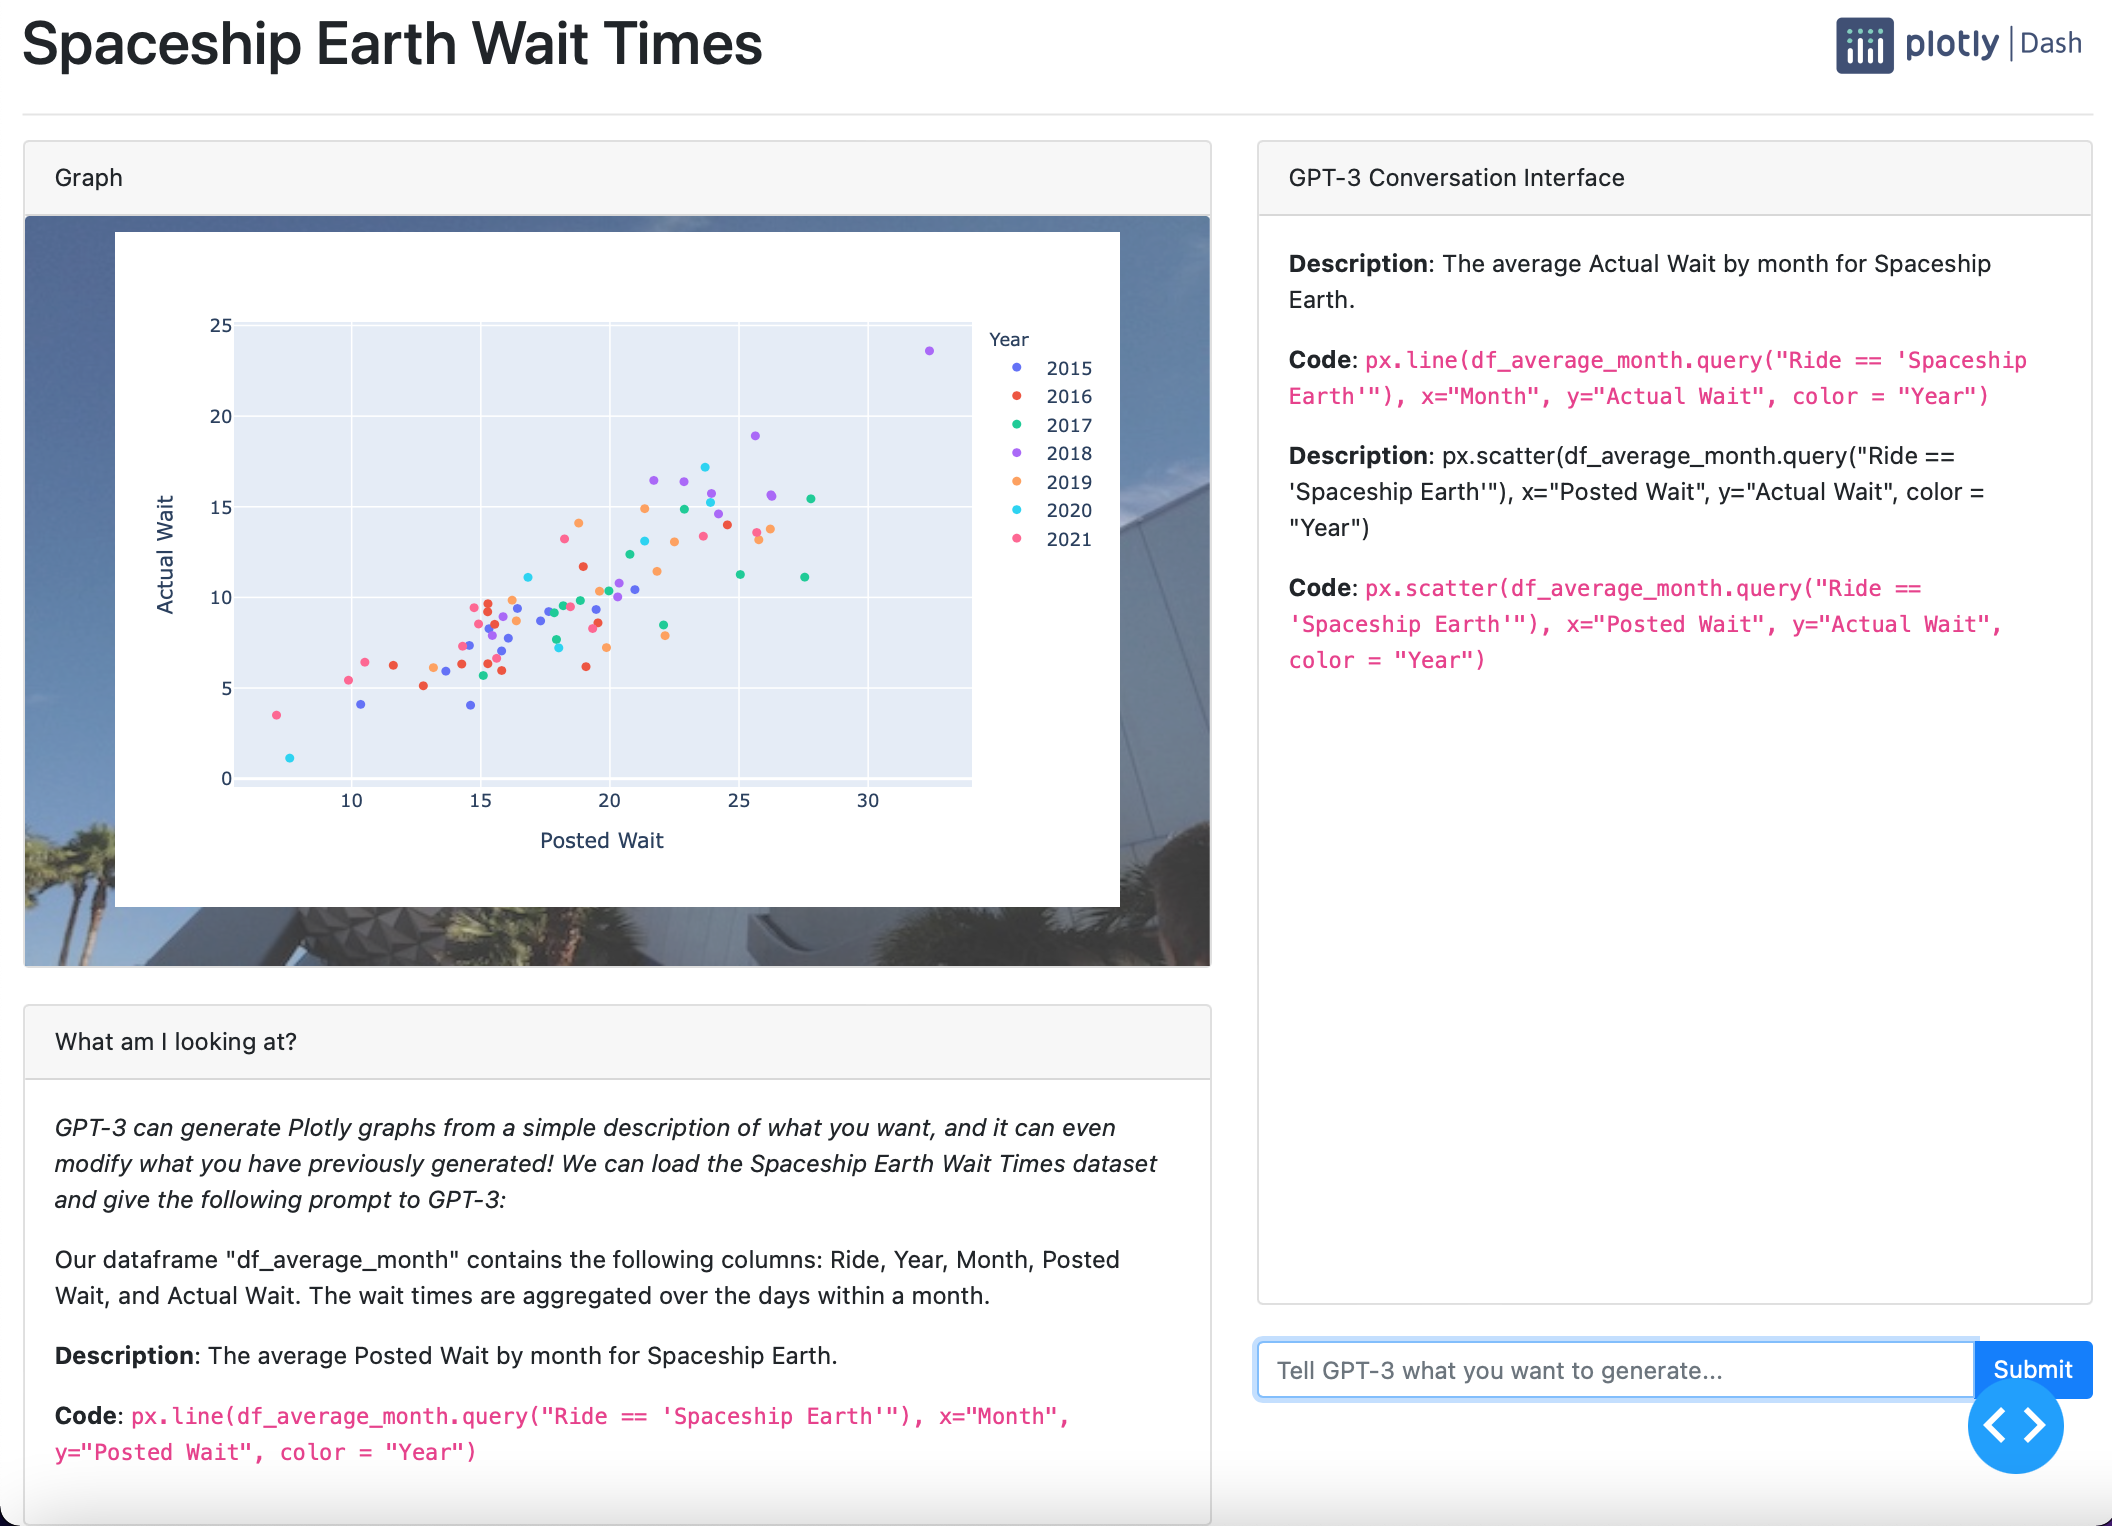 Spaceship Earth Wait Times
plotly | Dash
Graph
25
20
15
10
5
0
10 15 20 25 30
Actual Wait
Posted Wait
Year
2015
2016
2017
2018
2019
2020
2021
GPT-3 Conversation Interface
Description: The average Actual Wait by month for Spaceship
Earth.
Code: px.line(df_average_month.query("Ride == 'Spaceship
Earth'"), x="Month", y="Actual Wait", color = "Year")
Description: px.scatter(df_average_month.query("Ride ==
'Spaceship Earth'"), x="Posted Wait", y="Actual Wait", color =
"Year")
Code: px.scatter(df_average_month.query("Ride ==
'Spaceship Earth'"), x="Posted Wait", y="Actual Wait",
color = "Year")
What am I looking at?
GPT-3 can generate Plotly graphs from a simple description of what you want, and it can even
modify what you have previously generated! We can load the Spaceship Earth Wait Times dataset
and give the following prompt to GPT-3:
Our dataframe "df_average_month" contains the following columns: Ride, Year, Month, Posted
Wait, and Actual Wait. The wait times are aggregated over the days within a month.
Description: The average Posted Wait by month for Spaceship Earth.
Code: px.line(df_average_month.query("Ride == 'Spaceship Earth'"), x="Month",
y="Posted Wait", color = "Year")
Tell GPT-3 what you want to generate...
Submit